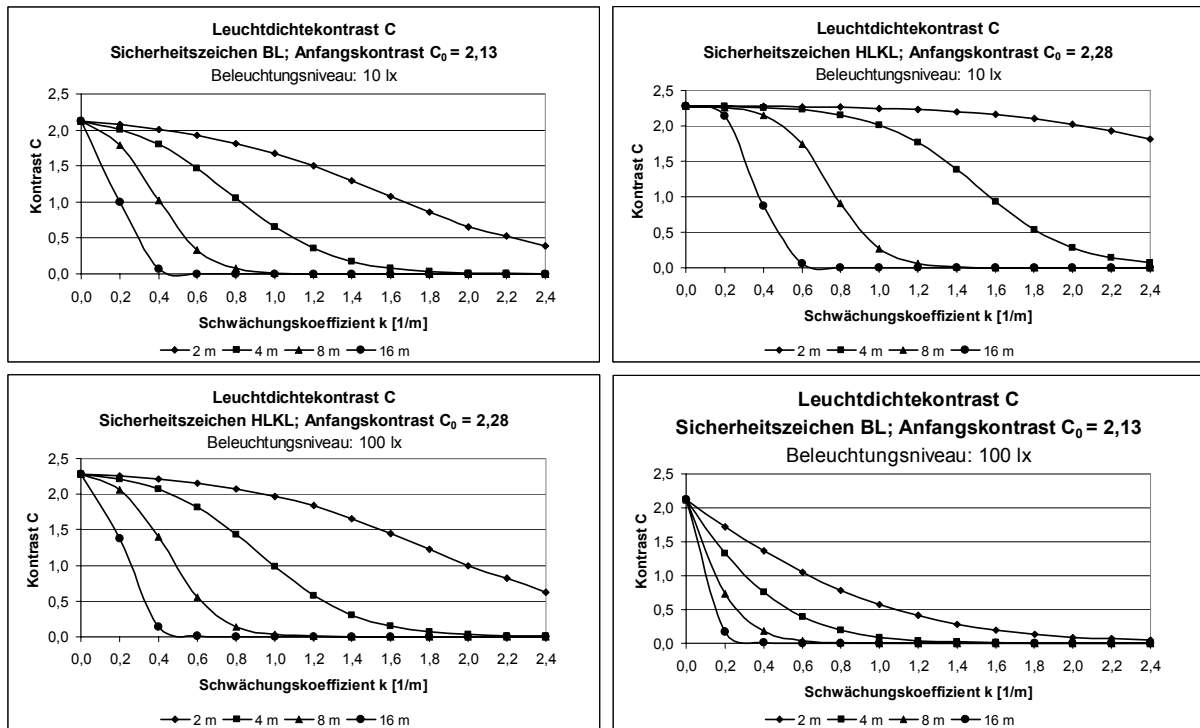 Leuchtdichtekontrast C
Sicherheitszeichen BL; Anfangskontrast C₀ = 2,13
Beleuchtungsniveau: 10 lx
Kontrast C
2,5
2,0
1,5
1,0
0,5
0,0
0,0 0,2 0,4 0,6 0,8 1,0 1,2 1,4 1,6 1,8 2,0 2,2 2,4
Schwächungskoeffizient k [1/m]
2 m 4 m 8 m 16 m
Leuchtdichtekontrast C
Sicherheitszeichen HLKL; Anfangskontrast C₀ = 2,28
Beleuchtungsniveau: 10 lx
Kontrast C
2,5
2,0
1,5
1,0
0,5
0,0
0,0 0,2 0,4 0,6 0,8 1,0 1,2 1,4 1,6 1,8 2,0 2,2 2,4
Schwächungskoeffizient k [1/m]
2 m 4 m 8 m 16 m
Leuchtdichtekontrast C
Sicherheitszeichen HLKL; Anfangskontrast C₀ = 2,28
Beleuchtungsniveau: 100 lx
Kontrast C
2,5
2,0
1,5
1,0
0,5
0,0
0,0 0,2 0,4 0,6 0,8 1,0 1,2 1,4 1,6 1,8 2,0 2,2 2,4
Schwächungskoeffizient k [1/m]
2 m 4 m 8 m 16 m
Leuchtdichtekontrast C
Sicherheitszeichen BL; Anfangskontrast C₀ = 2,13
Beleuchtungsniveau: 100 lx
Kontrast C
2,5
2,0
1,5
1,0
0,5
0,0
0,0 0,2 0,4 0,6 0,8 1,0 1,2 1,4 1,6 1,8 2,0 2,2 2,4
Schwächungskoeffizient k [1/m]
2 m 4 m 8 m 16 m